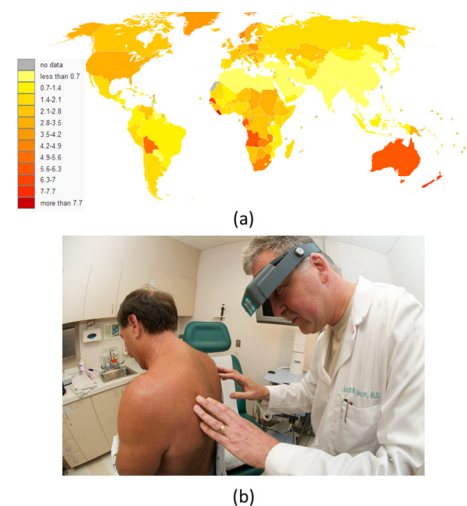 no data
less than 0.7
0.7-1.4
1.4-2.1
2.1-2.8
2.8-3.5
3.5-4.2
4.2-4.9
4.9-5.6
5.6-6.3
6.3-7
7-7.7
more than 7.7
(a)
M.D.
(b)